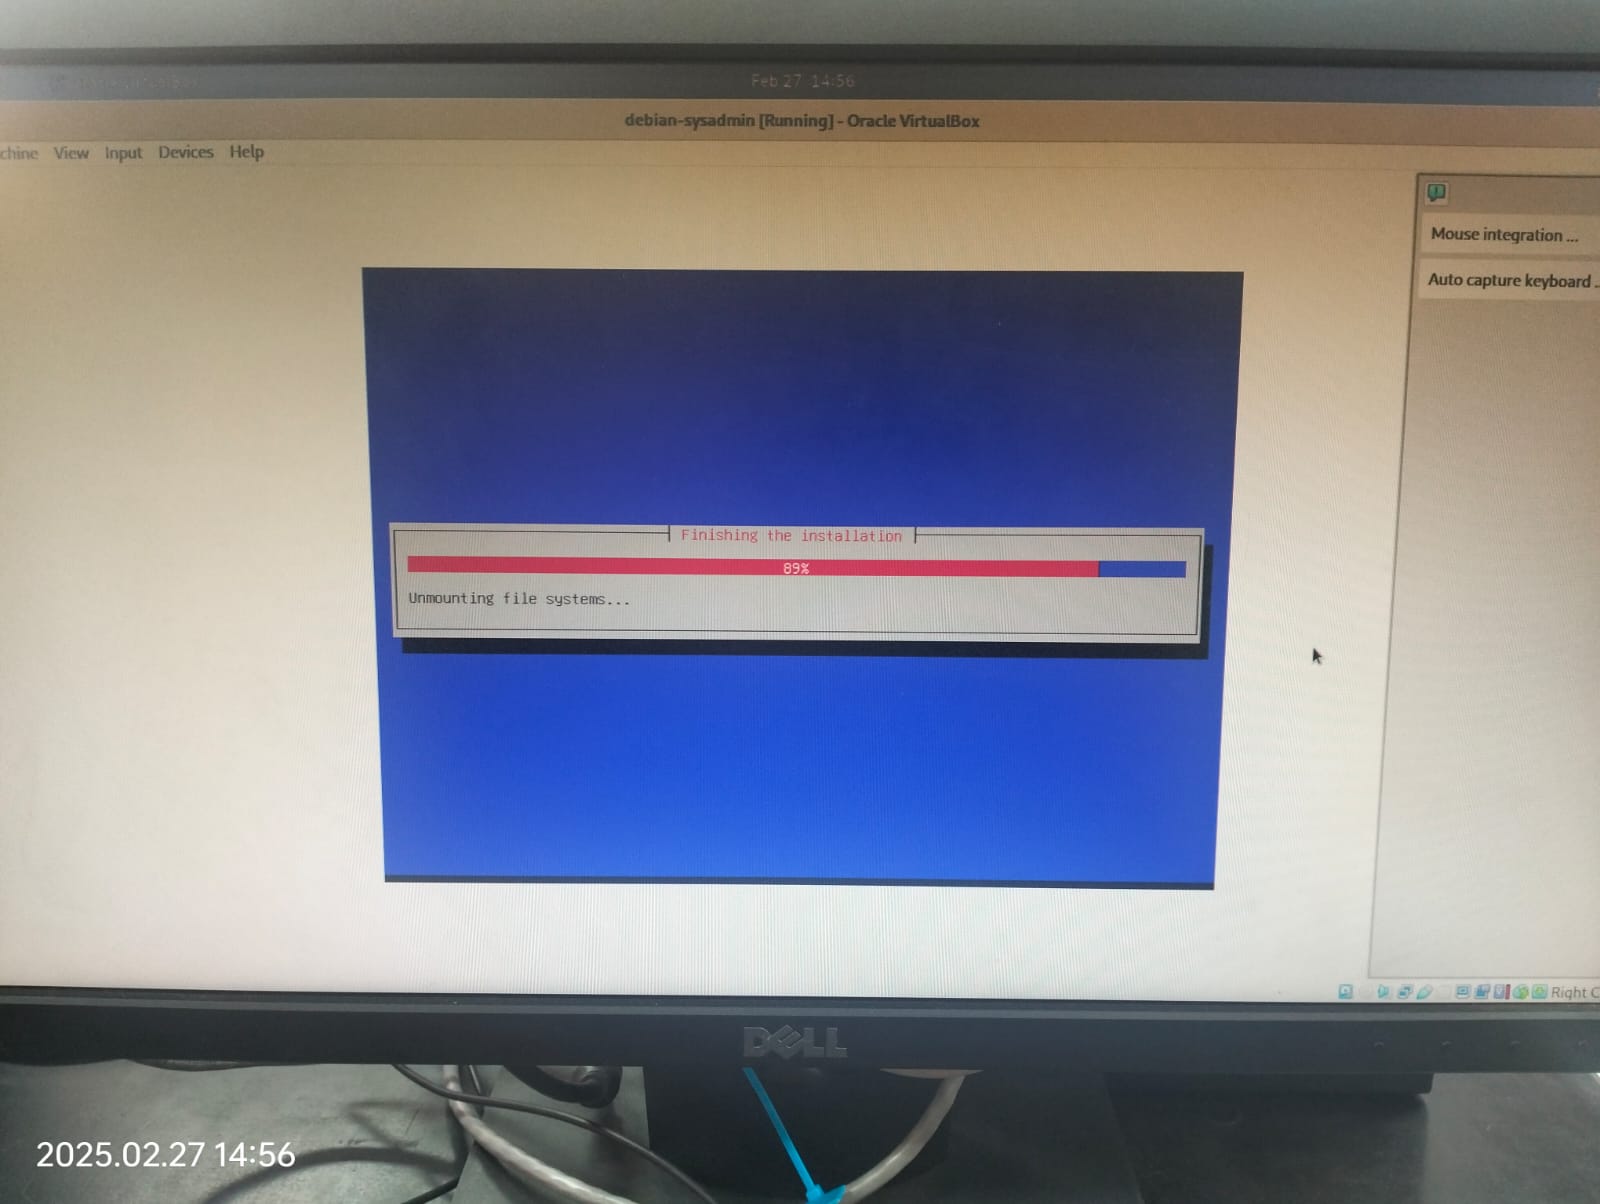 Feb 27 14:56
debian-sysadmin [Running] - Oracle VirtualBox
chine View Input Devices Help
Mouse integration ...
Auto capture keyboard ..
Finishing the installation
89%
Unmounting file systems...
Right C
DELL
2025.02.27 14:56